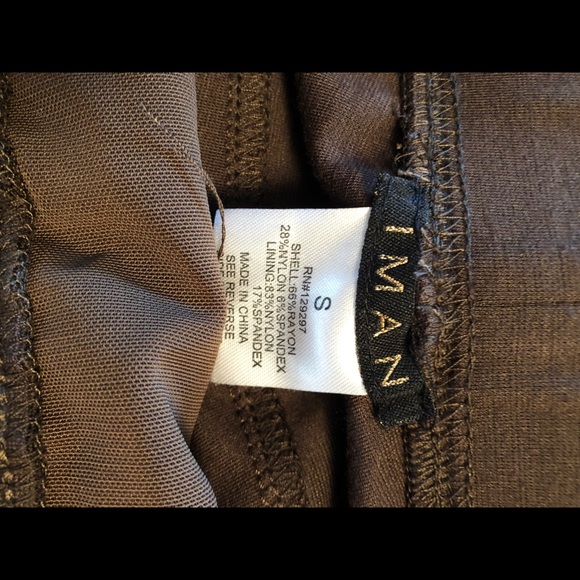 IMAN
S
RN#129297
SHELL:66%RAYON
28%NYLON 6%SPANDEX
LINING:83%NYLON
17%SPANDEX
MADE IN CHINA
SEE REVERSE